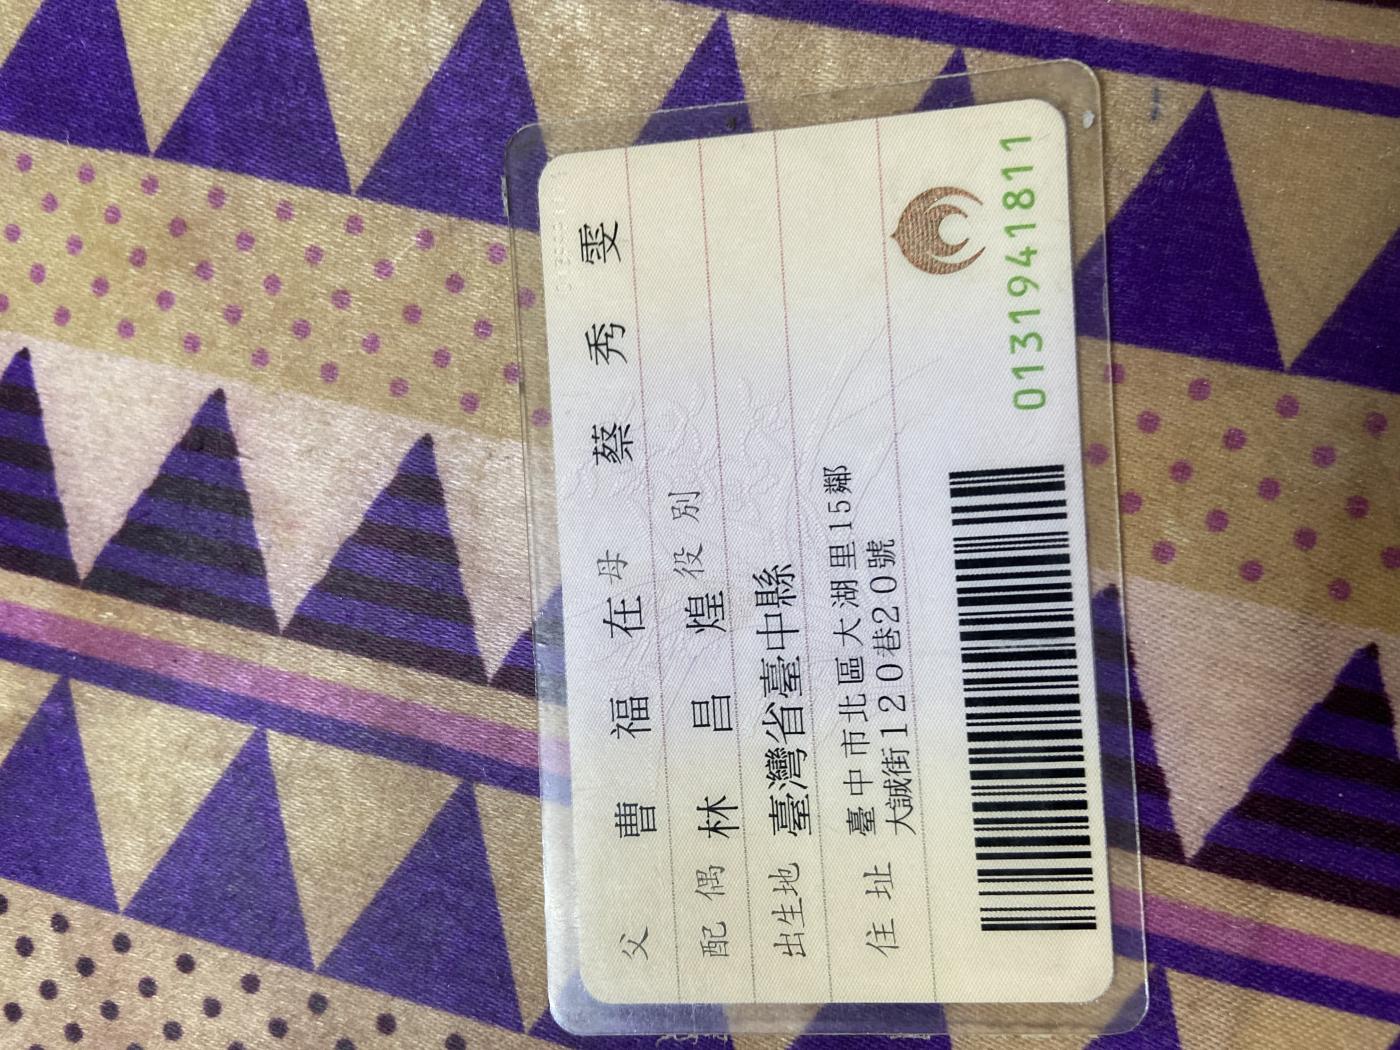 父 曹福在 母 蔡秀雯
配偶 林昌煌 役別
出生地 臺灣省臺中縣
住址 臺中市北區大湖里15鄰
大誠街120巷20號
0131941811